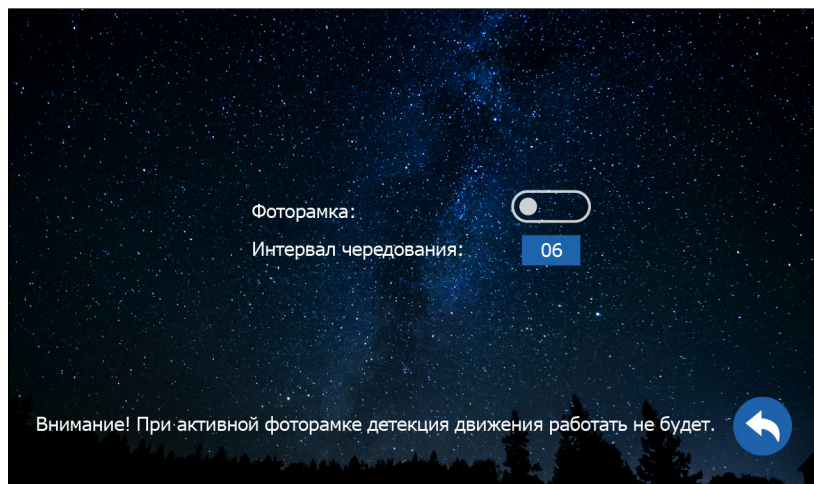 Фоторамка:
Интервал чередования: 06
Внимание! При активной фоторамке детекция движения работать не будет.